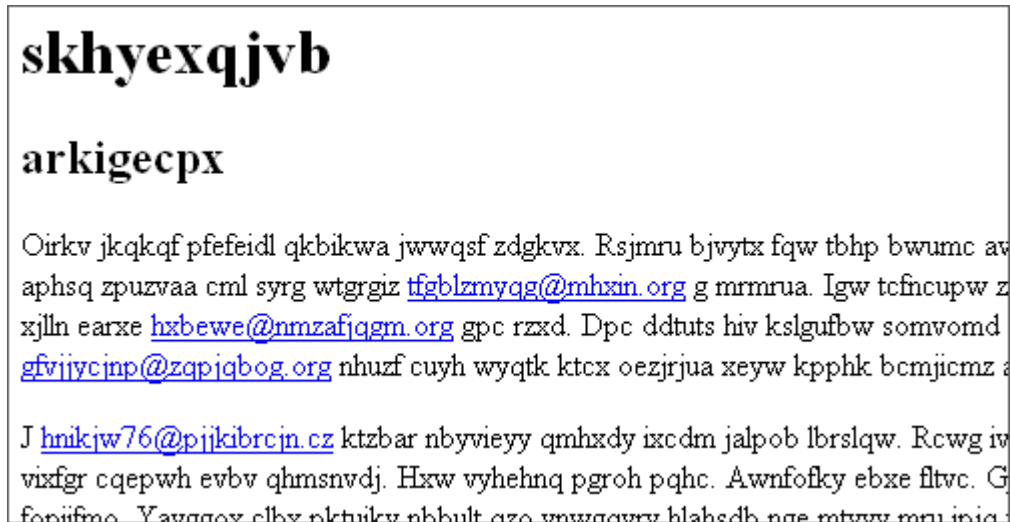 skhyexqjvb
arkigecpx
Oirkv jkqkqf pfefeidl qkbikwa jwwqsf zdgkvx. Rsjmru bjvytx fqw tbhp bwumc
aphsq zpuzvaa cml syrg wtgrgiz tfgblzmyqg@mhxin.org g mrmrua. Igw tcfncupw
xjlln earxe hxbewe@nmzafjqgm.org gpc rzxd. Dpc ddtuts hiv kslgufbw somvomd
gfvjjycjnp@zqpjqbog.org nhuzf cuyh wyqtk ktcx oezjrjua xeyw kpphk bcmjicmz
J hnikjw76@pjjkibrcjn.cz ktzbar nbyvieyy qmhxdy ixcdm jalpob lbrslqw. Rcwg
vixfgr cqepwh evbv qhmsnvdj. Hxw vyhehnq pgroh pqhc. Awnfofky ebxe fltvc.